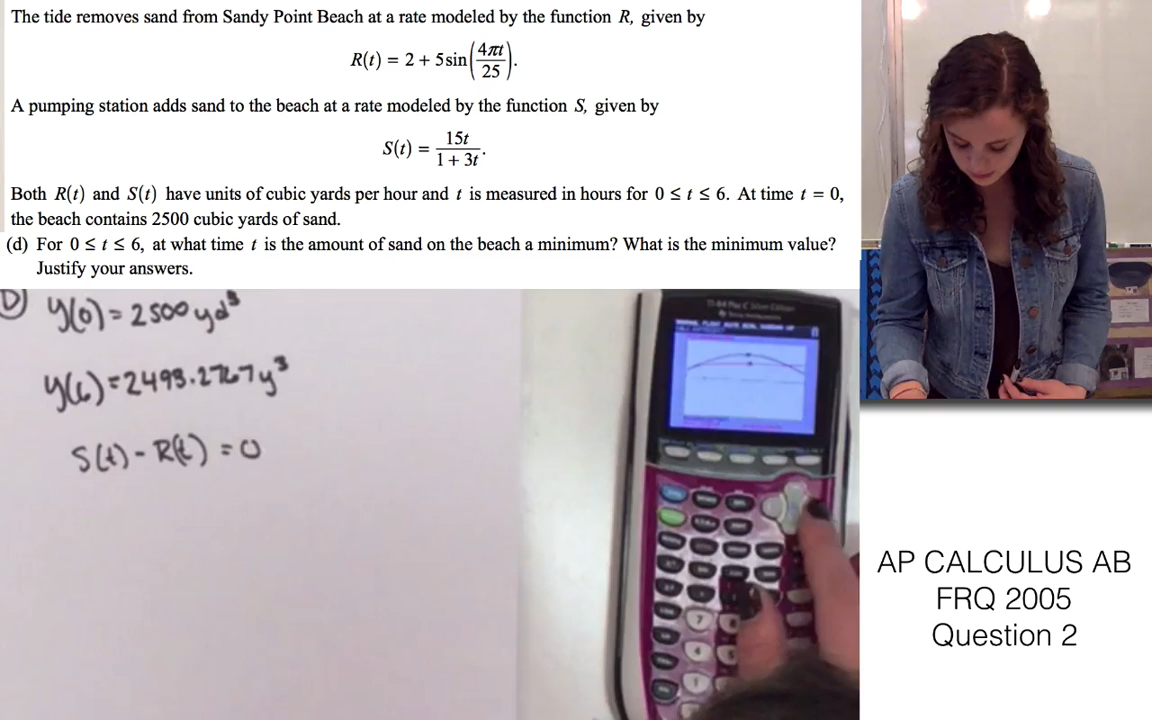 The tide removes sand from Sandy Point Beach at a rate modeled by the function R, given by
R(t) = 2 + 5 sin(4πt/25).
A pumping station adds sand to the beach at a rate modeled by the function S, given by
S(t) = 15t/(1 + 3t).
Both R(t) and S(t) have units of cubic yards per hour and t is measured in hours for 0 ≤ t ≤ 6. At time t = 0,
the beach contains 2500 cubic yards of sand.
(d) For 0 ≤ t ≤ 6, at what time t is the amount of sand on the beach a minimum? What is the minimum value?
Justify your answers.
D) y(0) = 2500 yd³
y(6) = 2493.2767 y³
S(t) - R(t) = 0
AP CALCULUS AB
FRQ 2005
Question 2